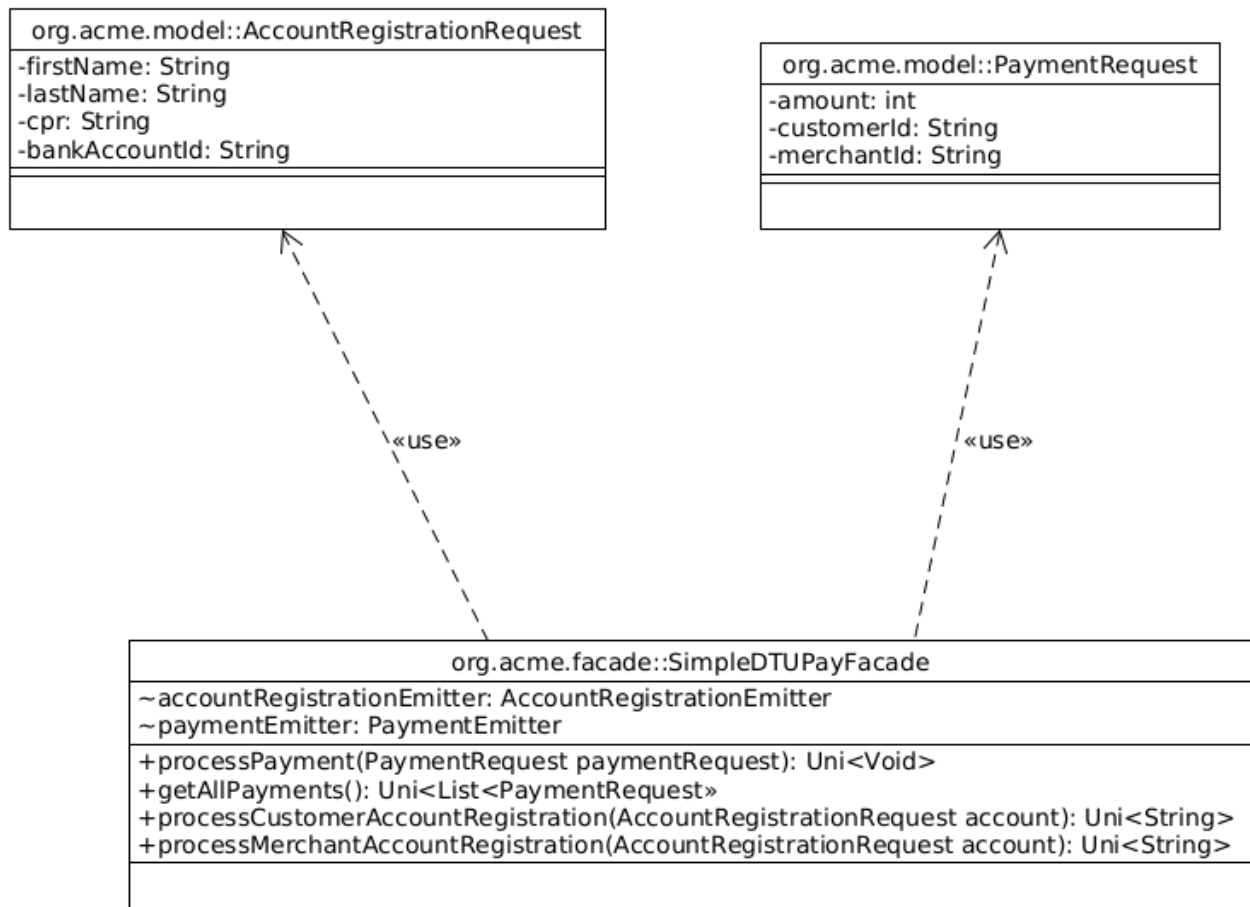 org.acme.model::AccountRegistrationRequest
-firstName: String
-lastName: String
-cpr: String
-bankAccountId: String
org.acme.model::PaymentRequest
-amount: int
-customerId: String
-merchantId: String
«use»
«use»
org.acme.facade::SimpleDTUPayFacade
~accountRegistrationEmitter: AccountRegistrationEmitter
~paymentEmitter: PaymentEmitter
+processPayment(PaymentRequest paymentRequest): Uni<Void>
+getAllPayments(): Uni<List<PaymentRequest»
+processCustomerAccountRegistration(AccountRegistrationRequest account): Uni<String>
+processMerchantAccountRegistration(AccountRegistrationRequest account): Uni<String>